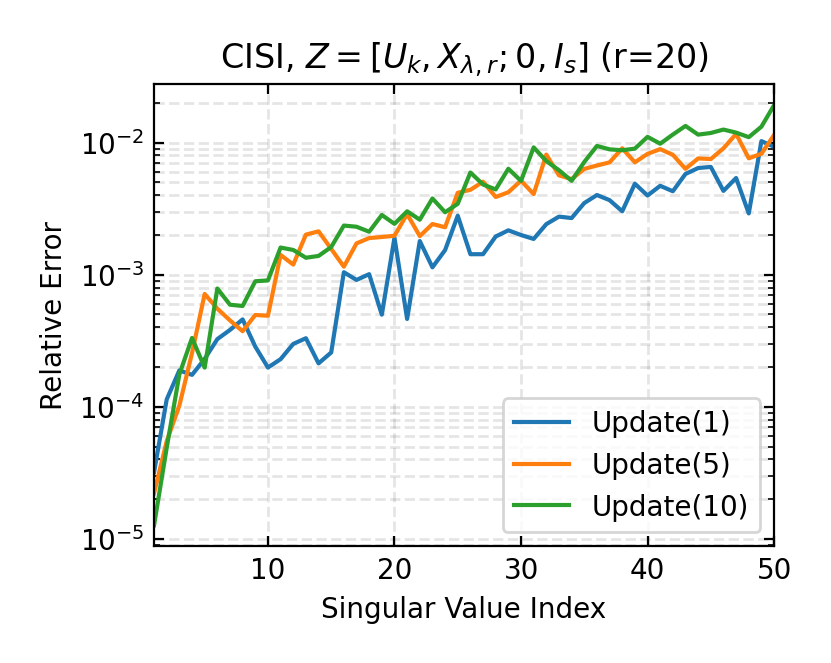 CISI, $Z = [U_k, X_{\lambda,r}; 0, I_s]$ (r=20)
Relative Error
10⁻²
10⁻³
10⁻⁴
10⁻⁵
Update(1)
Update(5)
Update(10)
10 20 30 40 50
Singular Value Index